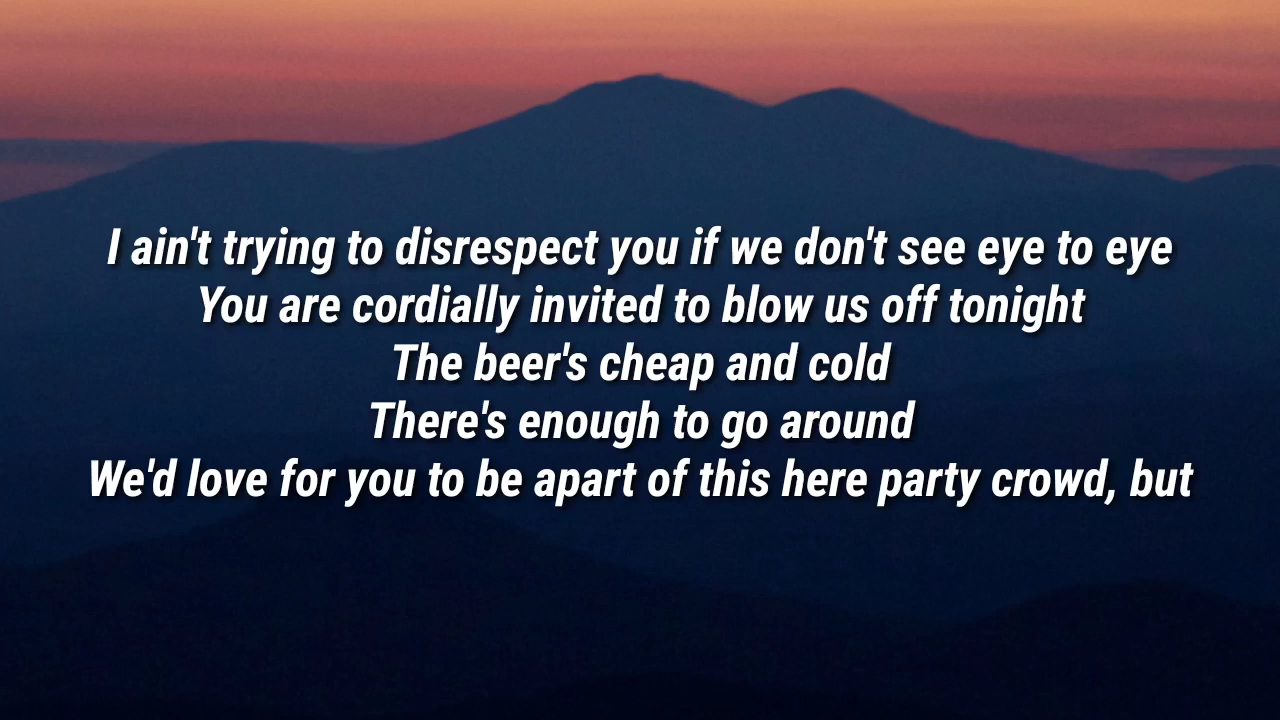 I ain't trying to disrespect you if we don't see eye to eye
You are cordially invited to blow us off tonight
The beer's cheap and cold
There's enough to go around
We'd love for you to be apart of this here party crowd, but